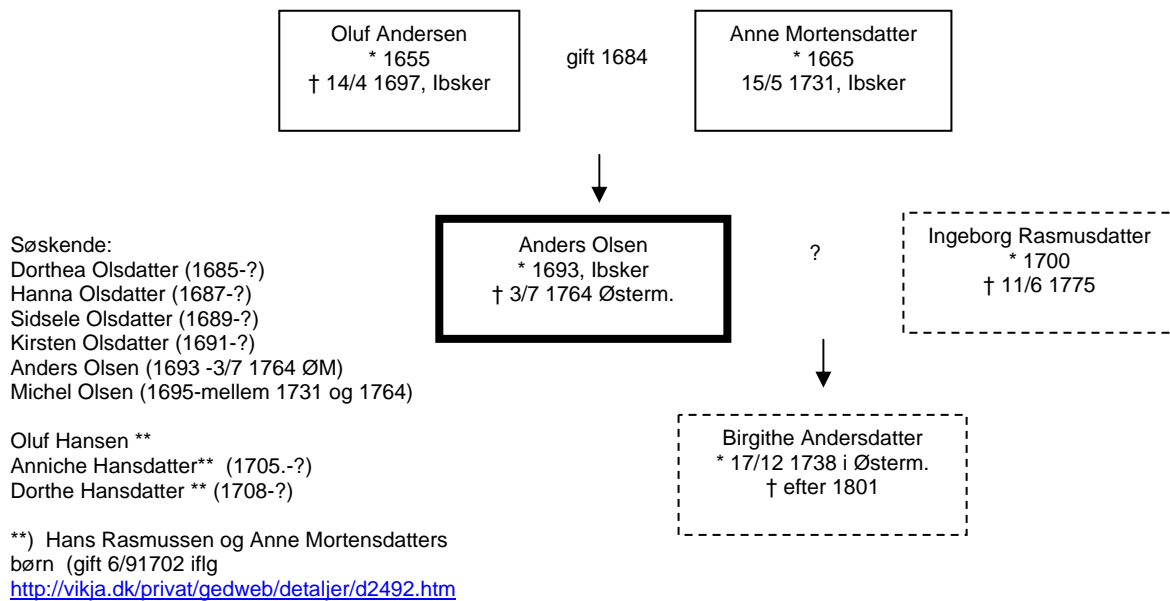 Oluf Andersen
* 1655
† 14/4 1697, Ibsker
gift 1684
Anne Mortensdatter
* 1665
15/5 1731, Ibsker
Anders Olsen
* 1693, Ibsker
† 3/7 1764 Østerm.
?
Ingeborg Rasmusdatter
* 1700
† 11/6 1775
Søskende:
Dorthea Olsdatter (1685-?)
Hanna Olsdatter (1687-?)
Sidsele Olsdatter (1689-?)
Kirsten Olsdatter (1691-?)
Anders Olsen (1693 -3/7 1764 ØM)
Michel Olsen (1695-mellem 1731 og 1764)
Oluf Hansen **
Anniche Hansdatter** (1705.-?)
Dorthe Hansdatter ** (1708-?)
**) Hans Rasmussen og Anne Mortensdatters
børn (gift 6/91702 iflg
http://vikja.dk/privat/gedweb/detaljer/d2492.htm
Birgithe Andersdatter
* 17/12 1738 i Østerm.
† efter 1801